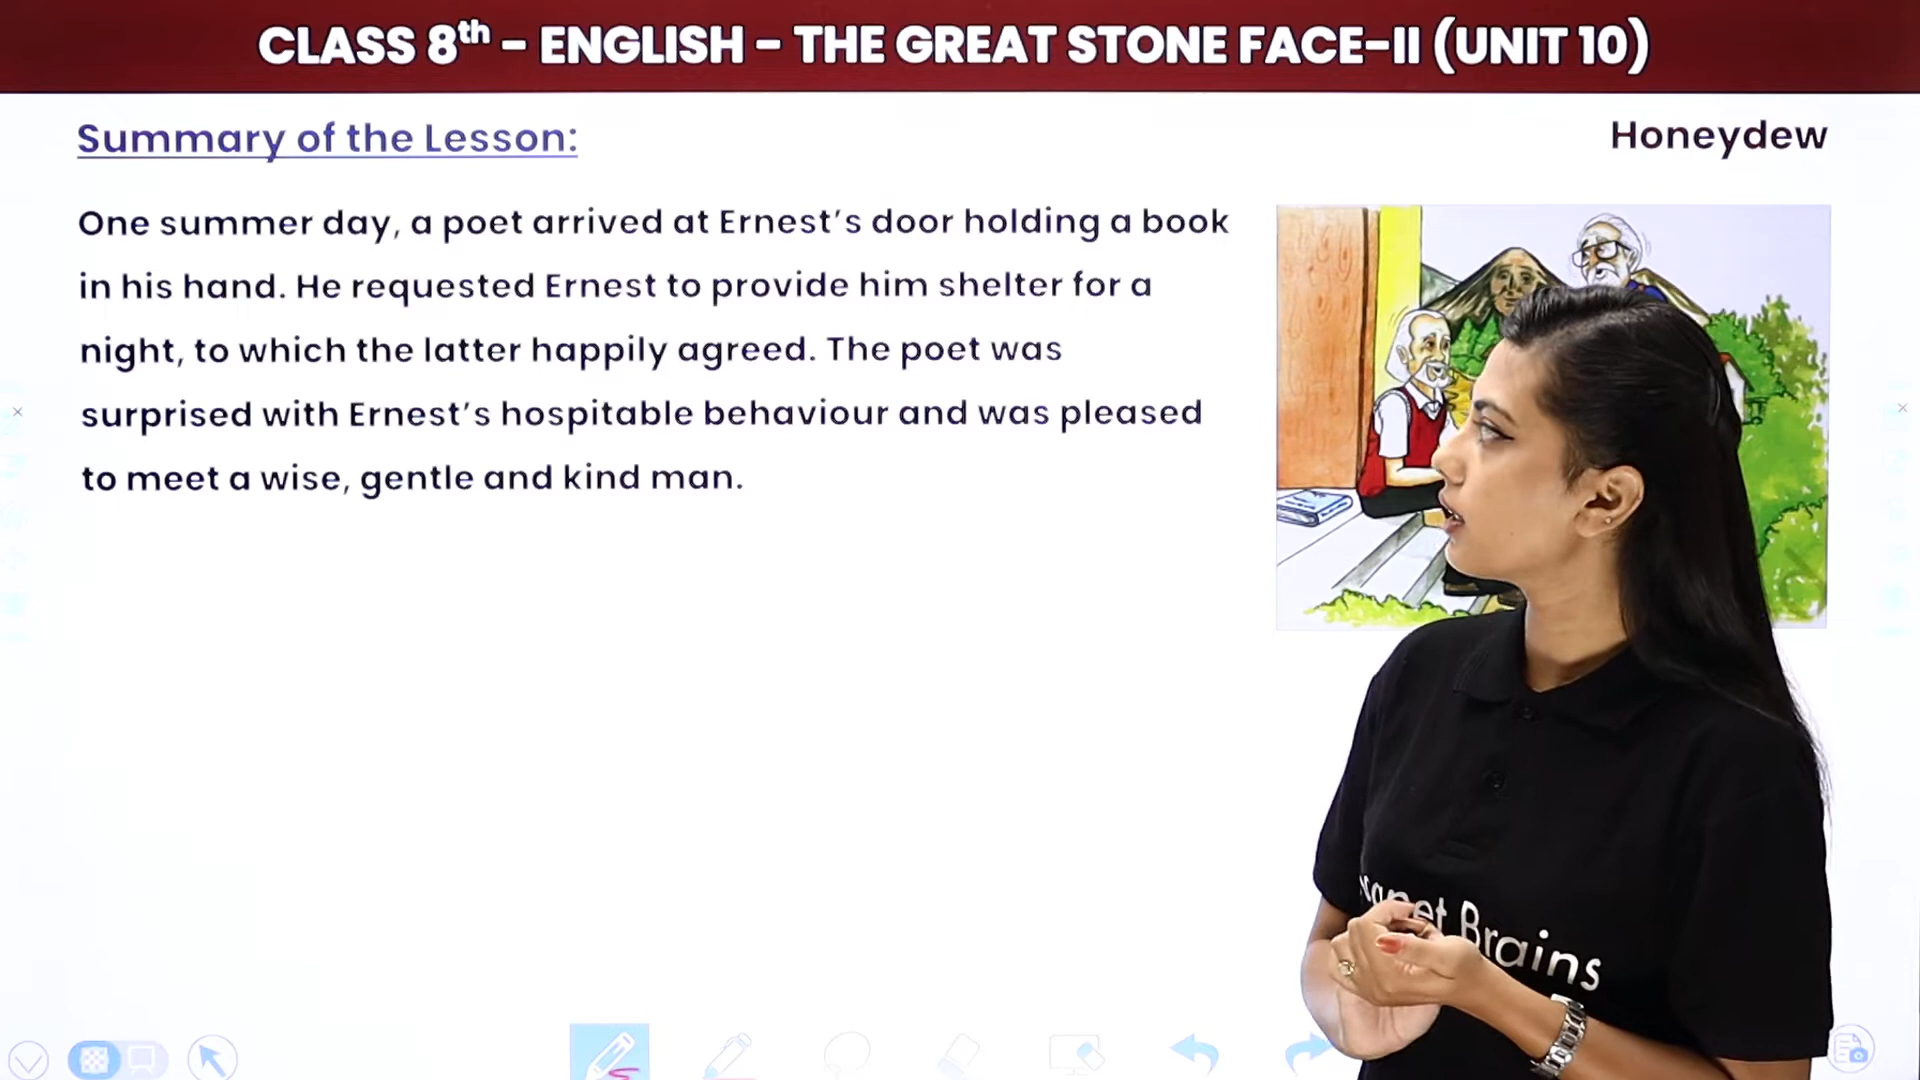 CLASS 8th - ENGLISH - THE GREAT STONE FACE-II (UNIT 10)
Summary of the Lesson:
Honeydew
One summer day, a poet arrived at Ernest's door holding a book
in his hand. He requested Ernest to provide him shelter for a
night, to which the latter happily agreed. The poet was
surprised with Ernest's hospitable behaviour and was pleased
to meet a wise, gentle and kind man.
Brains